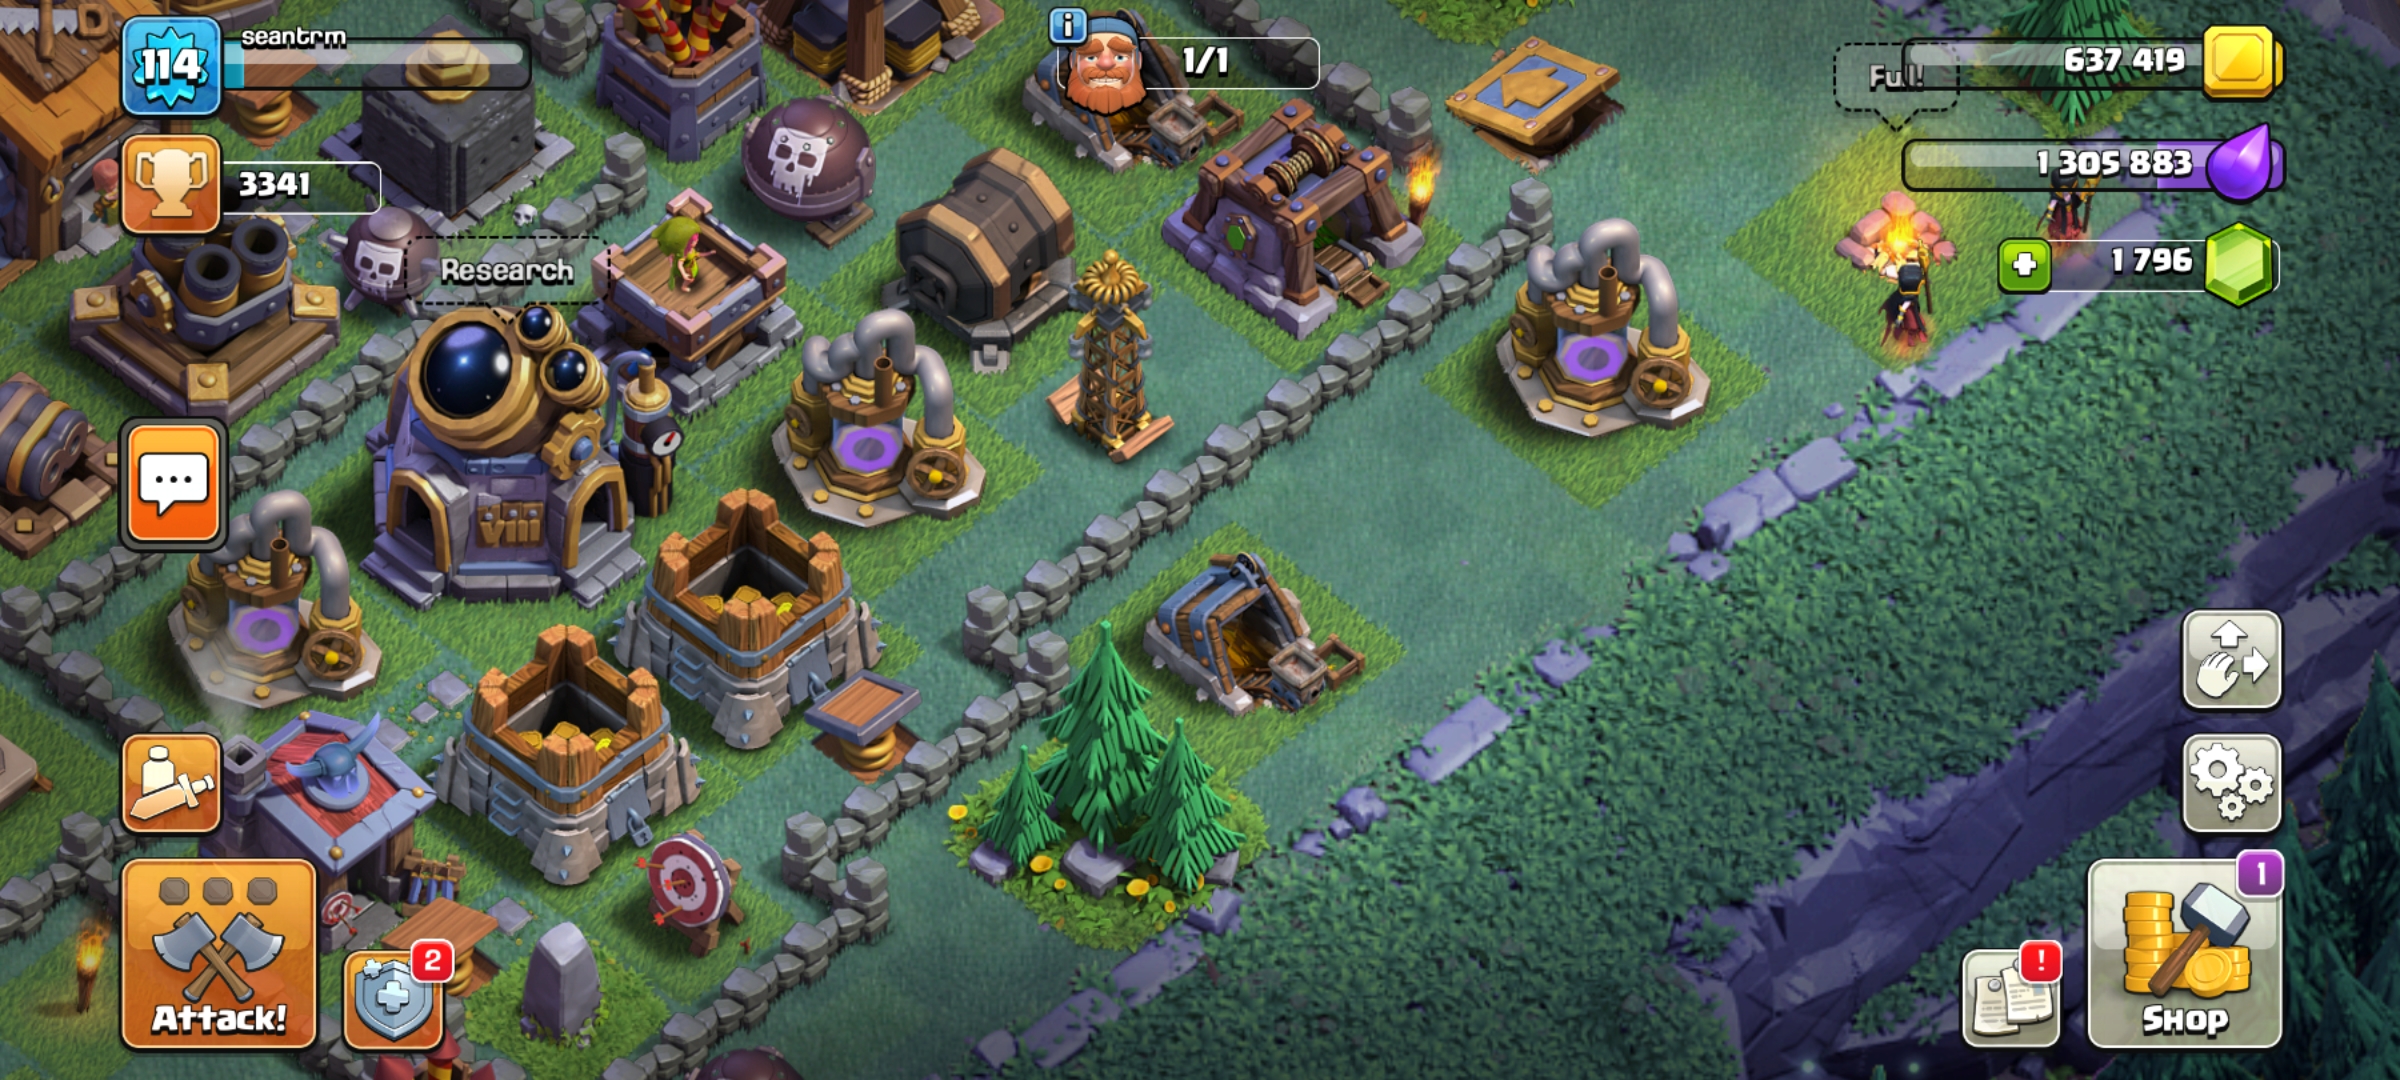 114
seantrm
1/1
637 419
Full!
3341
1 305 883
Research
1 796
VIII
1
2
!
Attack!
Shop